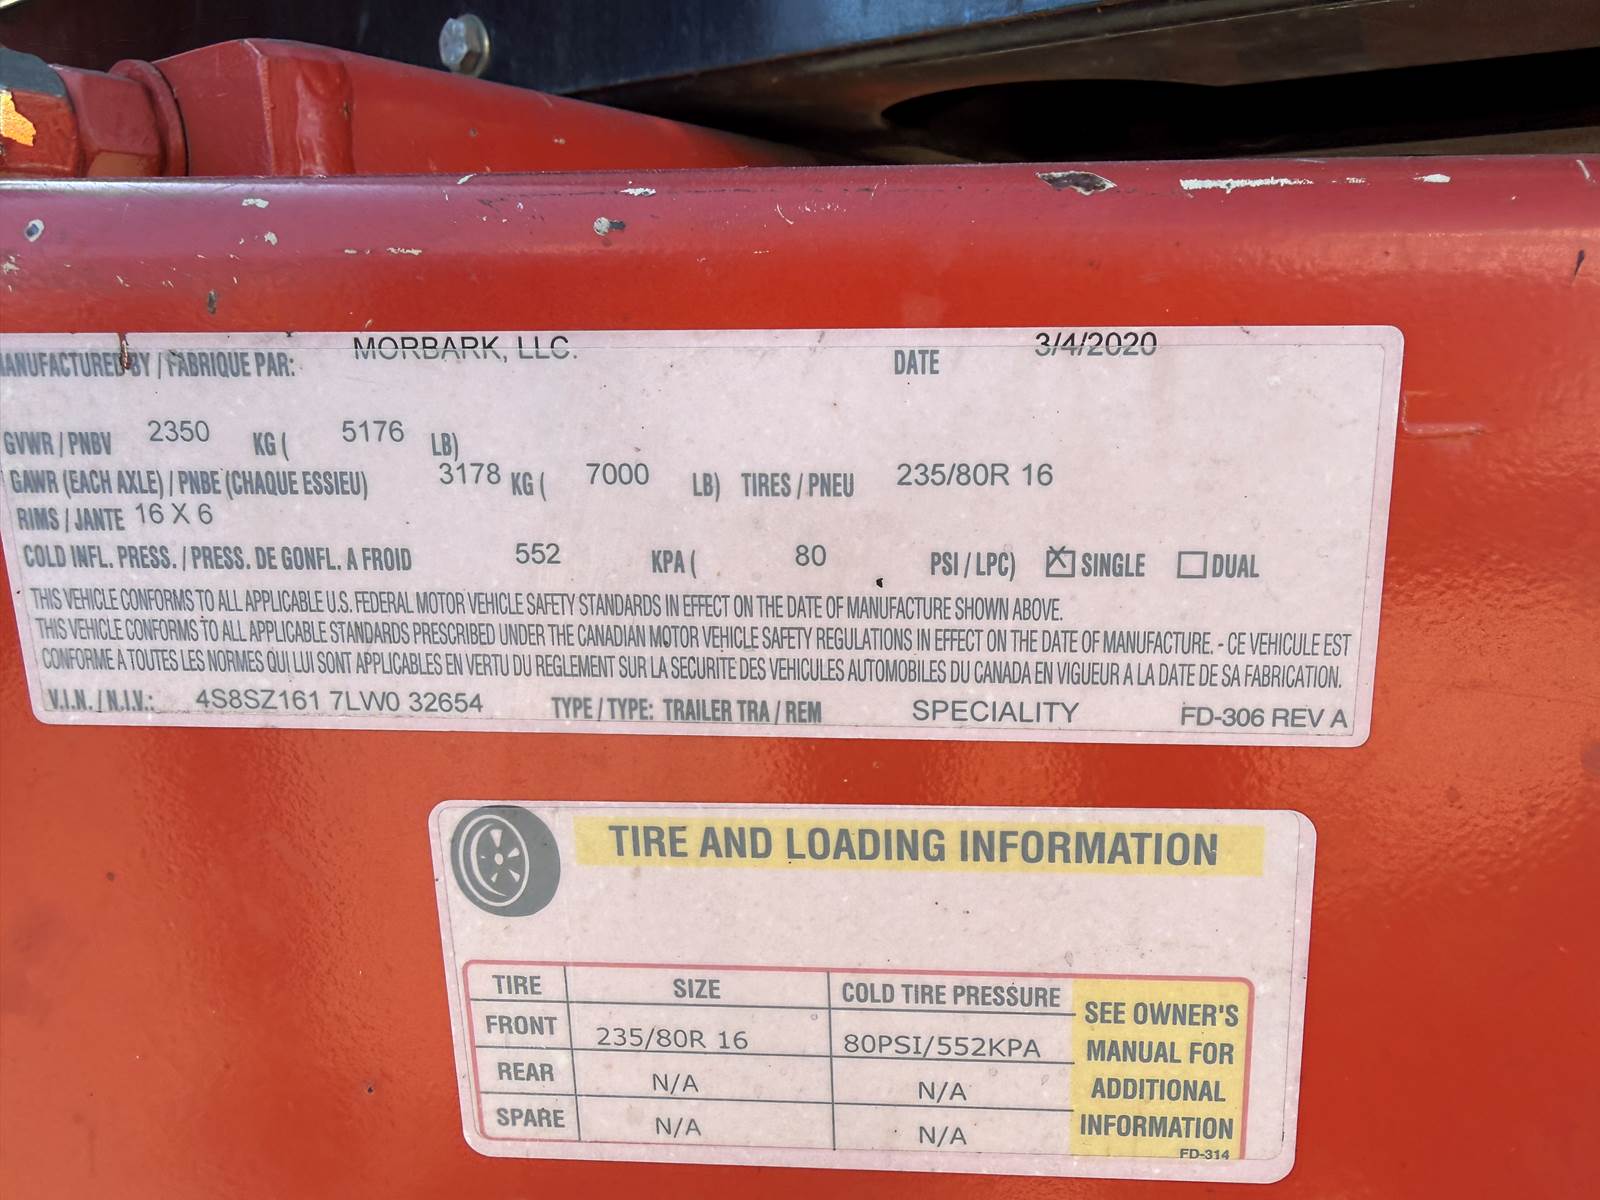 MANUFACTURED BY / FABRIQUE PAR: MORBARK, LLC. DATE 3/4/2020
GVWR / PNBV 2350 KG ( 5176 LB)
GAWR (EACH AXLE) / PNBE (CHAQUE ESSIEU) 3178 KG ( 7000 LB) TIRES / PNEU 235/80R 16
RIMS / JANTE 16 X 6
COLD INFL. PRESS. / PRESS. DE GONFL. A FROID 552 KPA ( 80 PSI / LPC) X SINGLE DUAL
THIS VEHICLE CONFORMS TO ALL APPLICABLE U.S. FEDERAL MOTOR VEHICLE SAFETY STANDARDS IN EFFECT ON THE DATE OF MANUFACTURE SHOWN ABOVE.
THIS VEHICLE CONFORMS TO ALL APPLICABLE STANDARDS PRESCRIBED UNDER THE CANADIAN MOTOR VEHICLE SAFETY REGULATIONS IN EFFECT ON THE DATE OF MANUFACTURE. - CE VEHICULE EST
CONFORME A TOUTES LES NORMES QUI LUI SONT APPLICABLES EN VERTU DU REGLEMENT SUR LA SECURITE DES VEHICULES AUTOMOBILES DU CANADA EN VIGUEUR A LA DATE DE SA FABRICATION.
V.I.N. / N.I.V.: 4S8SZ161 7LW0 32654 TYPE / TYPE: TRAILER TRA / REM SPECIALITY FD-306 REV A
TIRE AND LOADING INFORMATION
TIRE SIZE COLD TIRE PRESSURE
FRONT 235/80R 16 80PSI/552KPA
REAR N/A N/A
SPARE N/A N/A
SEE OWNER'S
MANUAL FOR
ADDITIONAL
INFORMATION
FD-314